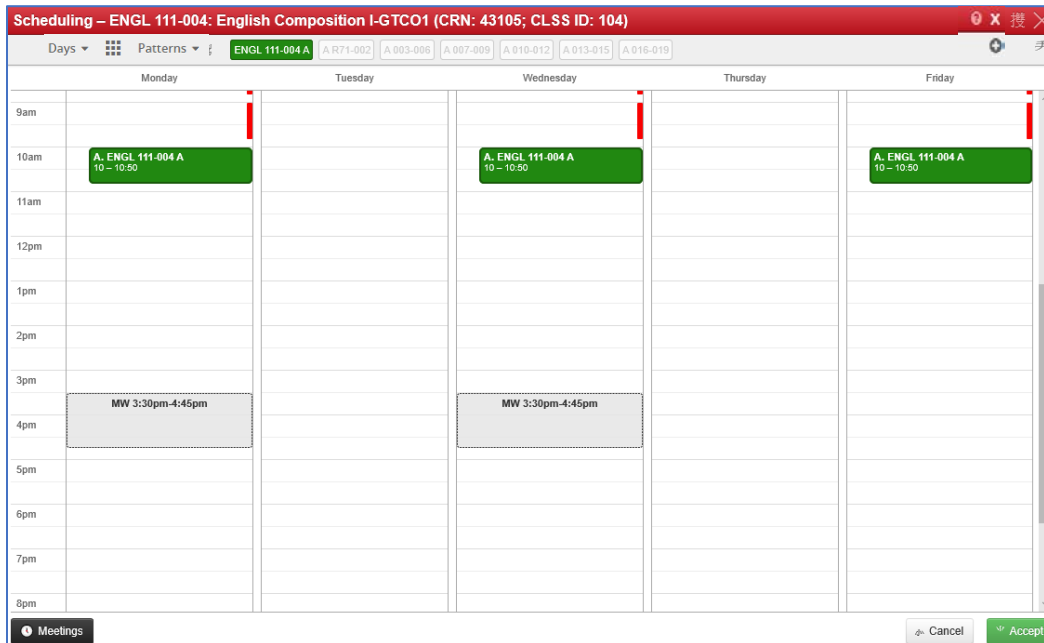 Scheduling – ENGL 111-004: English Composition I-GTCO1 (CRN: 43105; CLSS ID: 104) X 擭
Days Patterns ENGL 111-004 A A R71-002 A 003-006 A 007-009 A 010-012 A 013-015 A 016-019
Monday Tuesday Wednesday Thursday Friday
9am
10am A. ENGL 111-004 A A. ENGL 111-004 A A. ENGL 111-004 A
10 – 10:50 10 – 10:50 10 – 10:50
11am
12pm
1pm
2pm
3pm
MW 3:30pm-4:45pm MW 3:30pm-4:45pm
4pm
5pm
6pm
7pm
8pm
Meetings Cancel Accept